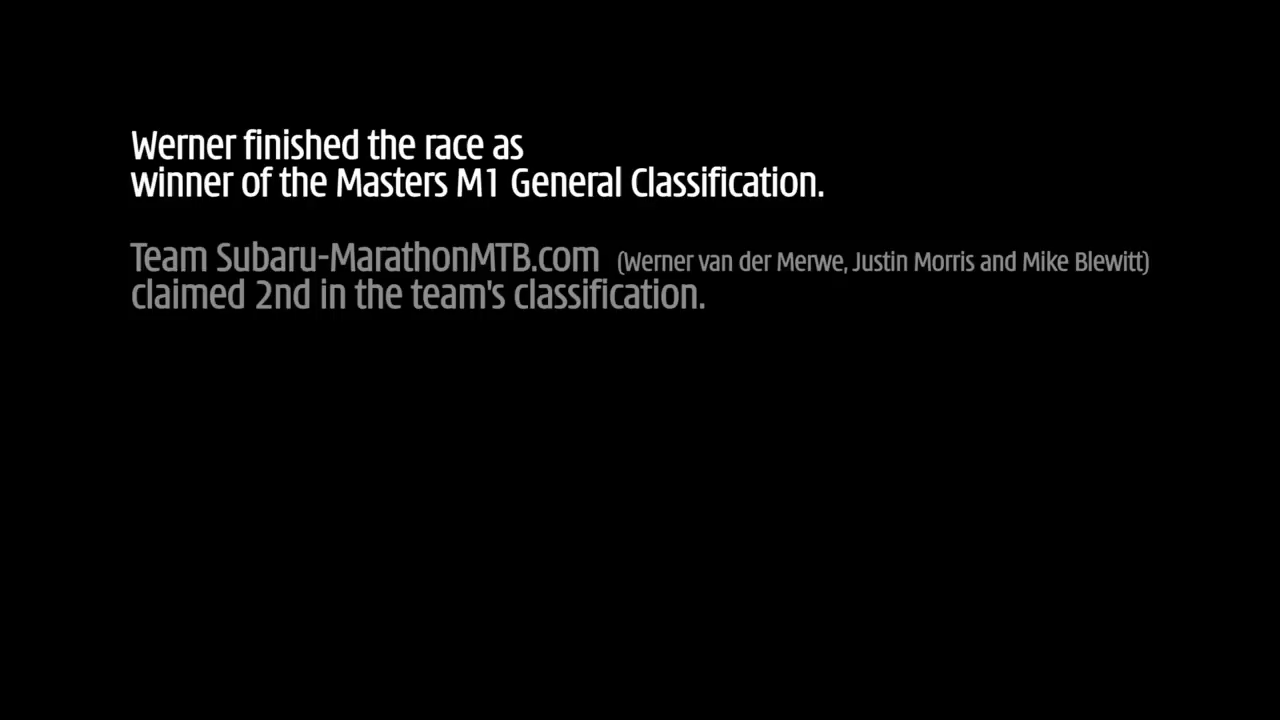 Werner finished the race as
winner of the Masters M1 General Classification.
Team Subaru-MarathonMTB.com (Werner van der Merwe, Justin Morris and Mike Blewitt)
claimed 2nd in the team's classification.